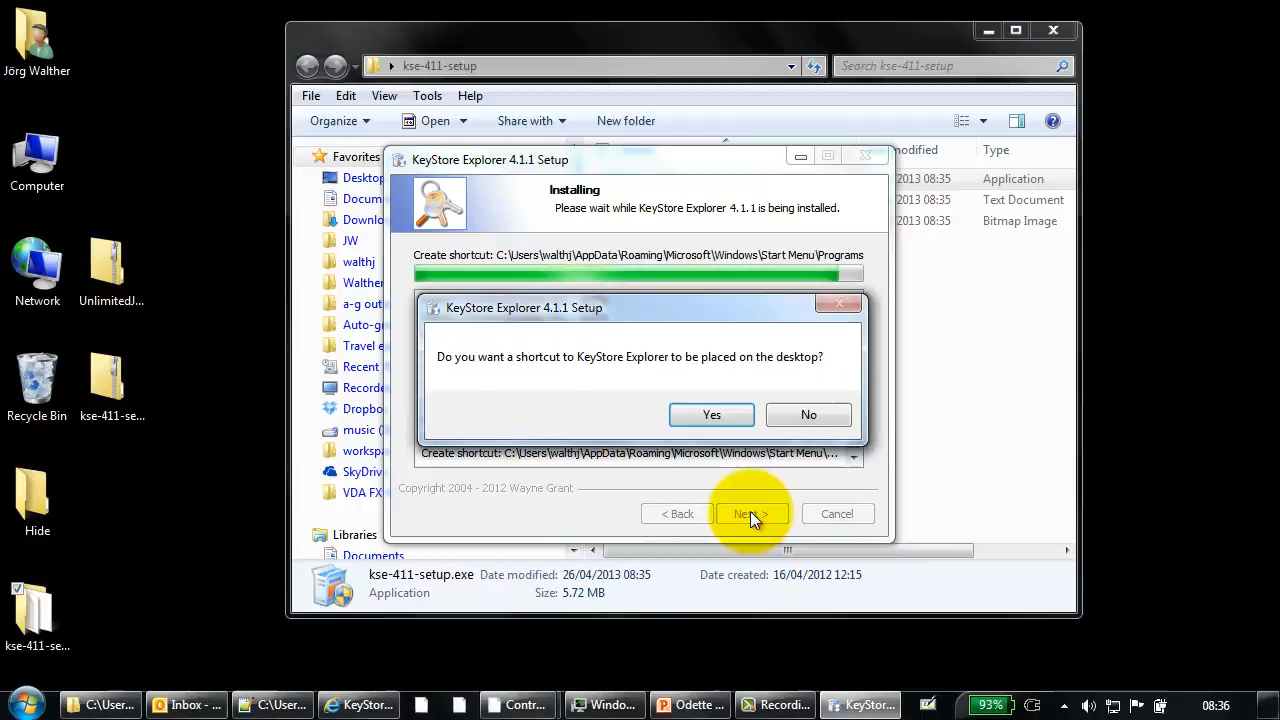 Jörg Walther
Computer
Network
UnlimitedJ...
Recycle Bin
kse-411-se...
Hide
kse-411-se...
kse-411-setup
Search kse-411-setup
File Edit View Tools Help
Organize Open Share with New folder
Favorites
odified Type
Desktop
2013 08:35 Application
Docum
2013 08:35 Text Document
Downlo
2013 08:35 Bitmap Image
JW
walthj
Walther
a-g out
Auto-g
Travel e
Recent
Recorde
Dropbo
music (
worksp
SkyDriv
VDA FX
Libraries
Documents
KeyStore Explorer 4.1.1 Setup
Installing
Please wait while KeyStore Explorer 4.1.1 is being installed.
Create shortcut: C:\Users\walthj\AppData\Roaming\Microsoft\Windows\Start Menu\Programs
KeyStore Explorer 4.1.1 Setup
Do you want a shortcut to KeyStore Explorer to be placed on the desktop?
Yes No
Create shortcut: C:\Users\walthj\AppData\Roaming\Microsoft\Windows\Start Menu\...
Copyright 2004 - 2012 Wayne Grant
< Back Next > Cancel
kse-411-setup.exe Date modified: 26/04/2013 08:35 Date created: 16/04/2012 12:15
Application Size: 5.72 MB
C:\User... Inbox - ... C:\Use... KeySto... Contr... Windo... Odette ... Recordi... KeyStor... 93% 08:36